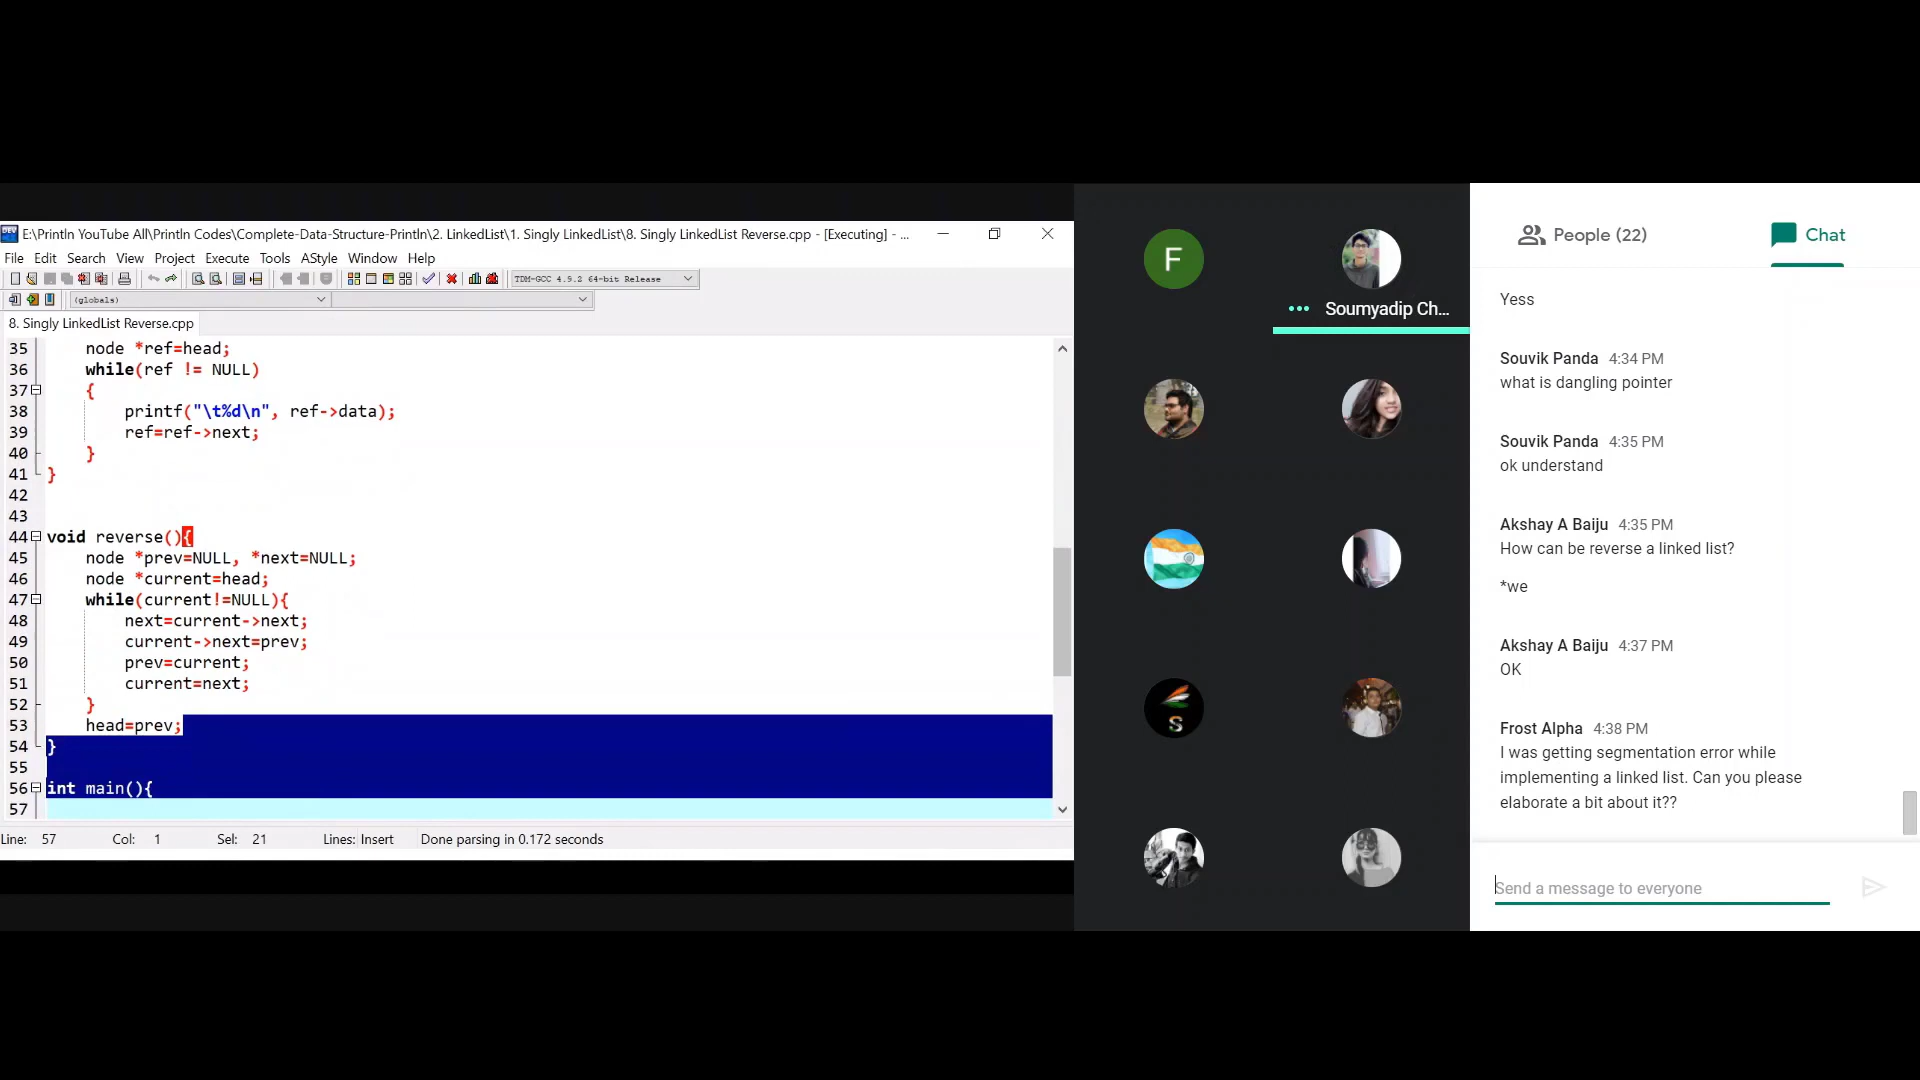 E:\Println YouTube All\Println Codes\Complete-Data-Structure-Println\2. LinkedList\1. Singly LinkedList\8. Singly LinkedList Reverse.cpp - [Executing] - ...
File Edit Search View Project Execute Tools AStyle Window Help
TDM-GCC 4.9.2 64-bit Release
(globals)
8. Singly LinkedList Reverse.cpp
35 node *ref=head;
36 while(ref != NULL)
37 {
38 printf("\t%d\n", ref->data);
39 ref=ref->next;
40 }
41 }
42
43
44 void reverse(){
45 node *prev=NULL, *next=NULL;
46 node *current=head;
47 while(current!=NULL){
48 next=current->next;
49 current->next=prev;
50 prev=current;
51 current=next;
52 }
53 head=prev;
54 }
55
56 int main(){
57
Line: 57 Col: 1 Sel: 21 Lines: Insert Done parsing in 0.172 seconds
F
Soumyadip Ch...
S
People (22) Chat
Yess
Souvik Panda 4:34 PM
what is dangling pointer
Souvik Panda 4:35 PM
ok understand
Akshay A Baiju 4:35 PM
How can be reverse a linked list?
*we
Akshay A Baiju 4:37 PM
OK
Frost Alpha 4:38 PM
I was getting segmentation error while
implementing a linked list. Can you please
elaborate a bit about it??
Send a message to everyone